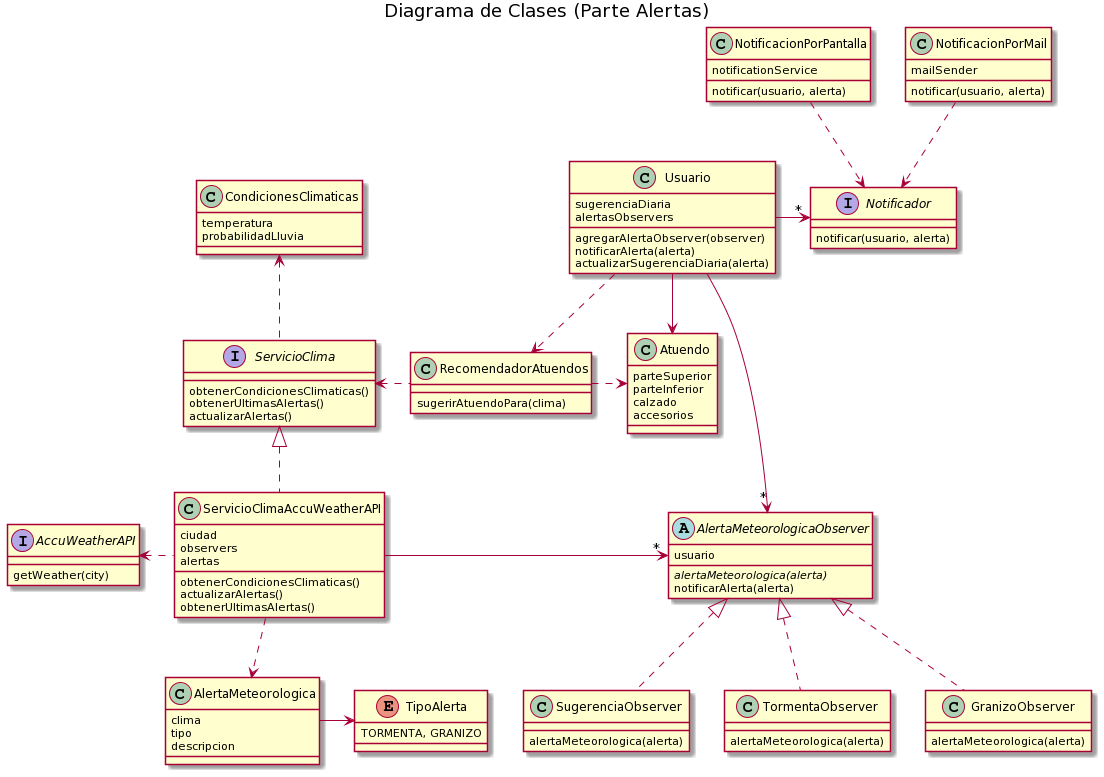 Diagrama de Clases (Parte Alertas)
C NotificacionPorPantalla
notificationService
notificar(usuario, alerta)
C NotificacionPorMail
mailSender
notificar(usuario, alerta)
C CondicionesClimaticas
temperatura
probabilidadLluvia
C Usuario
sugerenciaDiaria
alertasObservers
agregarAlertaObserver(observer)
notificarAlerta(alerta)
actualizarSugerenciaDiaria(alerta)
*
I Notificador
notificar(usuario, alerta)
I ServicioClima
obtenerCondicionesClimaticas()
obtenerUltimasAlertas()
actualizarAlertas()
C RecomendadorAtuendos
sugerirAtuendoPara(clima)
C Atuendo
parteSuperior
parteInferior
calzado
accesorios
I AccuWeatherAPI
getWeather(city)
C ServicioClimaAccuWeatherAPI
ciudad
observers
alertas
obtenerCondicionesClimaticas()
actualizarAlertas()
obtenerUltimasAlertas()
*
*
A AlertaMeteorologicaObserver
usuario
alertaMeteorologica(alerta)
notificarAlerta(alerta)
C AlertaMeteorologica
clima
tipo
descripcion
E TipoAlerta
TORMENTA, GRANIZO
C SugerenciaObserver
alertaMeteorologica(alerta)
C TormentaObserver
alertaMeteorologica(alerta)
C GranizoObserver
alertaMeteorologica(alerta)